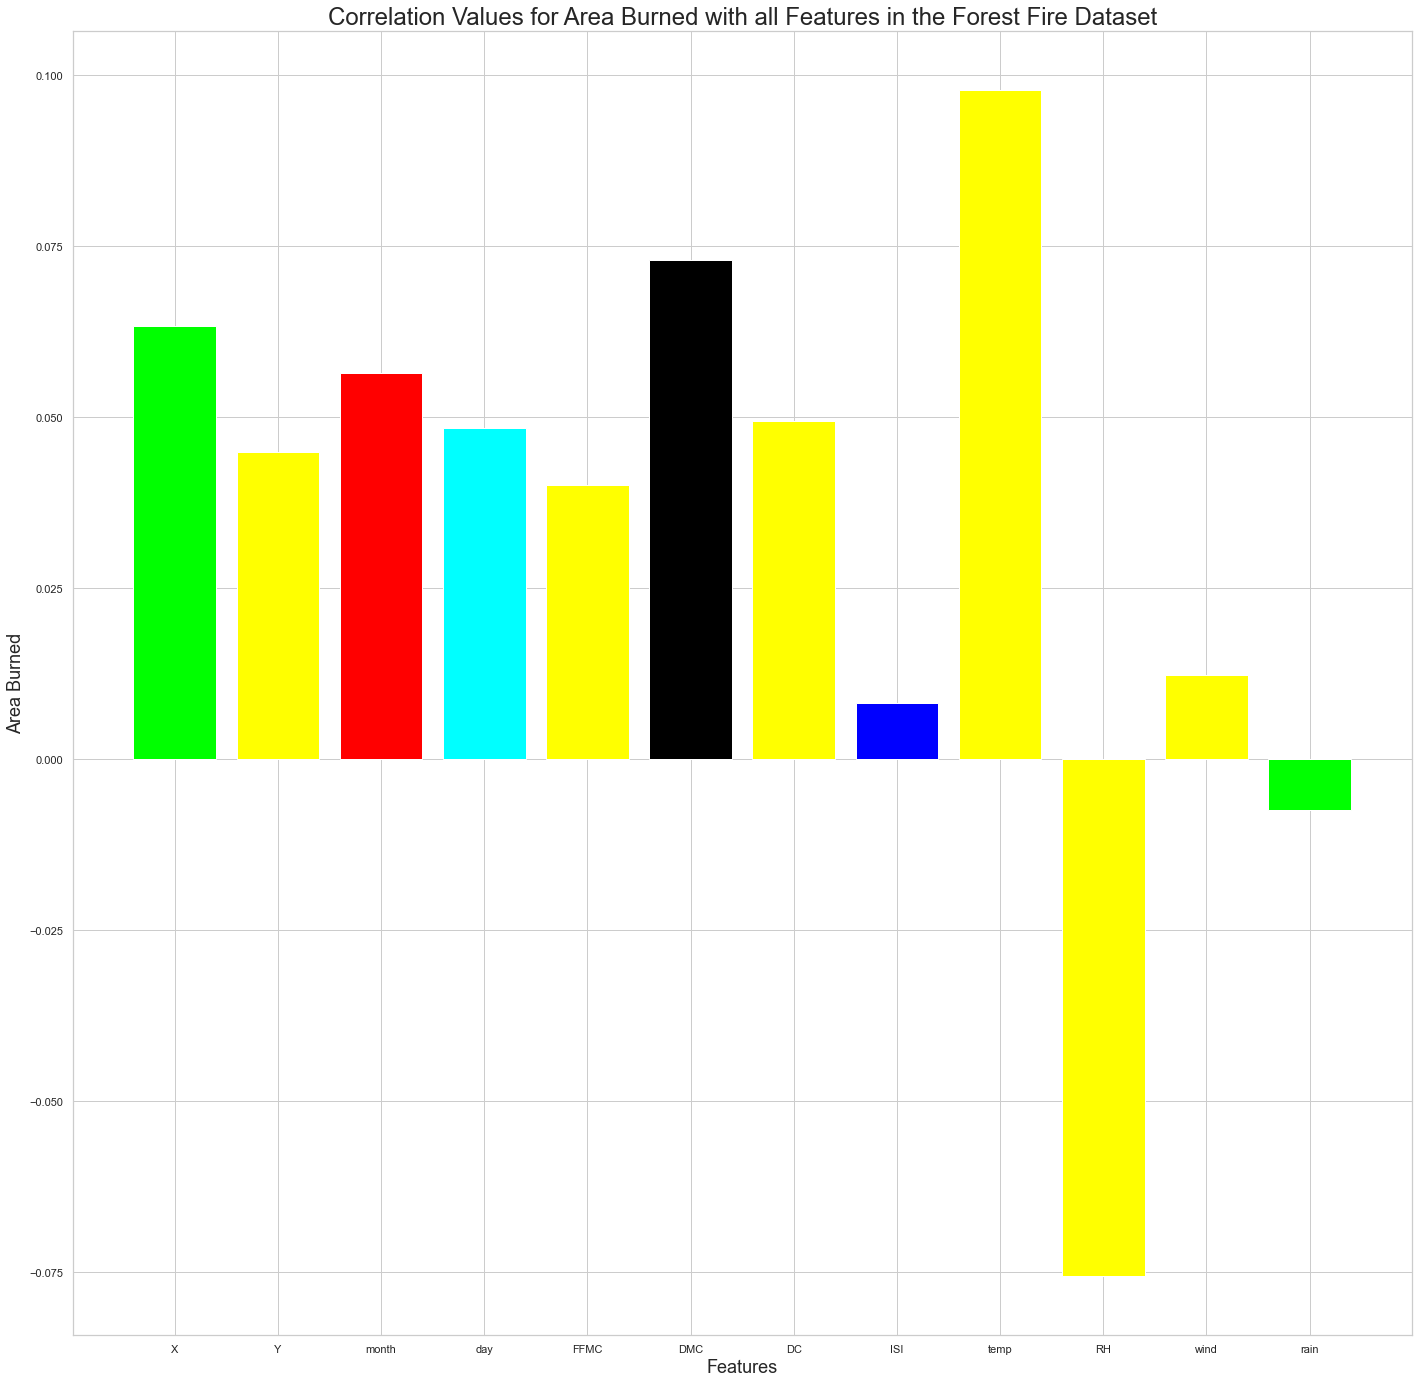 Correlation Values for Area Burned with all Features in the Forest Fire Dataset
0.100
0.075
0.050
0.025
0.000
−0.025
−0.050
−0.075
Area Burned
X Y month day FFMC DMC DC ISI temp RH wind rain
Features